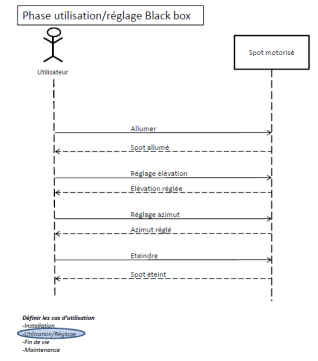 Phase utilisation/réglage Black box
Utilisateur
Spot motorisé
Allumer
Spot allumé
Réglage élévation
Élévation réglée
Réglage azimut
Azimut réglé
Eteindre
Spot éteint
Définir les cas d'utilisation
-Installation
-Utilisation/Réglage
-Fin de vie
-Maintenance